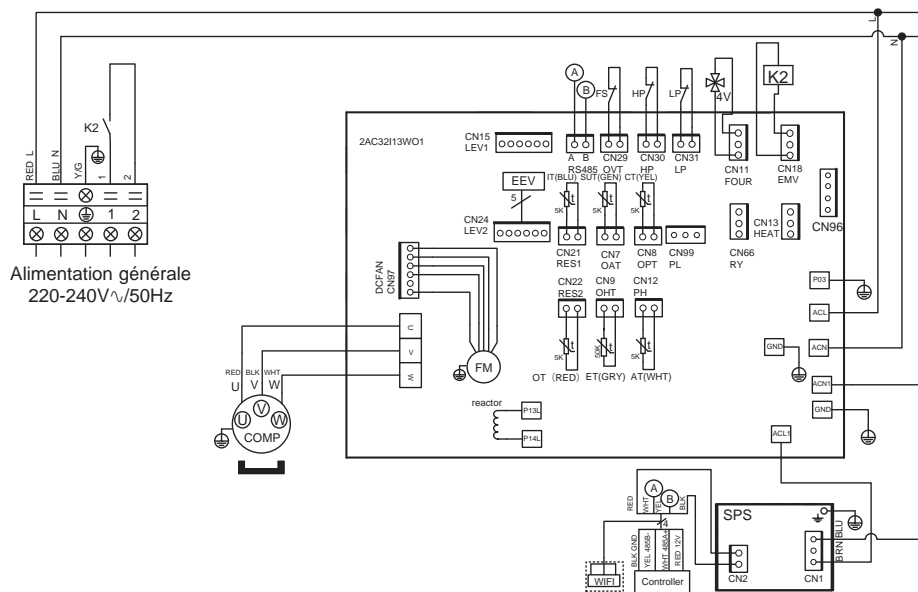 L
N
RED L
BLU N
Y/G
1
2
K2
L N 1 2
Alimentation générale
220-240V∿/50Hz
2AC32I13WO1
CN15
LEV1
A
B
FS
HP
LP
4V
K2
A B
RS485
CN29
OVT
CN30
HP
CN31
LP
CN11
FOUR
CN18
EMV
EEV
5
CN24
LEV2
IT(BLU)
SUT(GEN)
CT(YEL)
5K
t
5K
t
5K
t
CN21
RES1
CN7
OAT
CN8
OPT
CN99
PL
CN66
RY
CN13
HEAT
CN96
DCFAN
CN97
CN22
RES2
CN9
OHT
CN12
PH
5K
t
50K
t
5K
t
OT (RED)
ET(GRY)
AT(WHT)
FM
U
V
W
RED BLK WHT
U V W
V
U W
COMP
reactor
P13L
P14L
P03
ACL
GND
ACN
ACN1
GND
ACL1
RED
WHT
YEL
BLK
A
B
4
BLK GND
YEL 485B-
WHT 485A+
RED 12V
WIFI
Controller
SPS
CN2
CN1
BRN
BLU